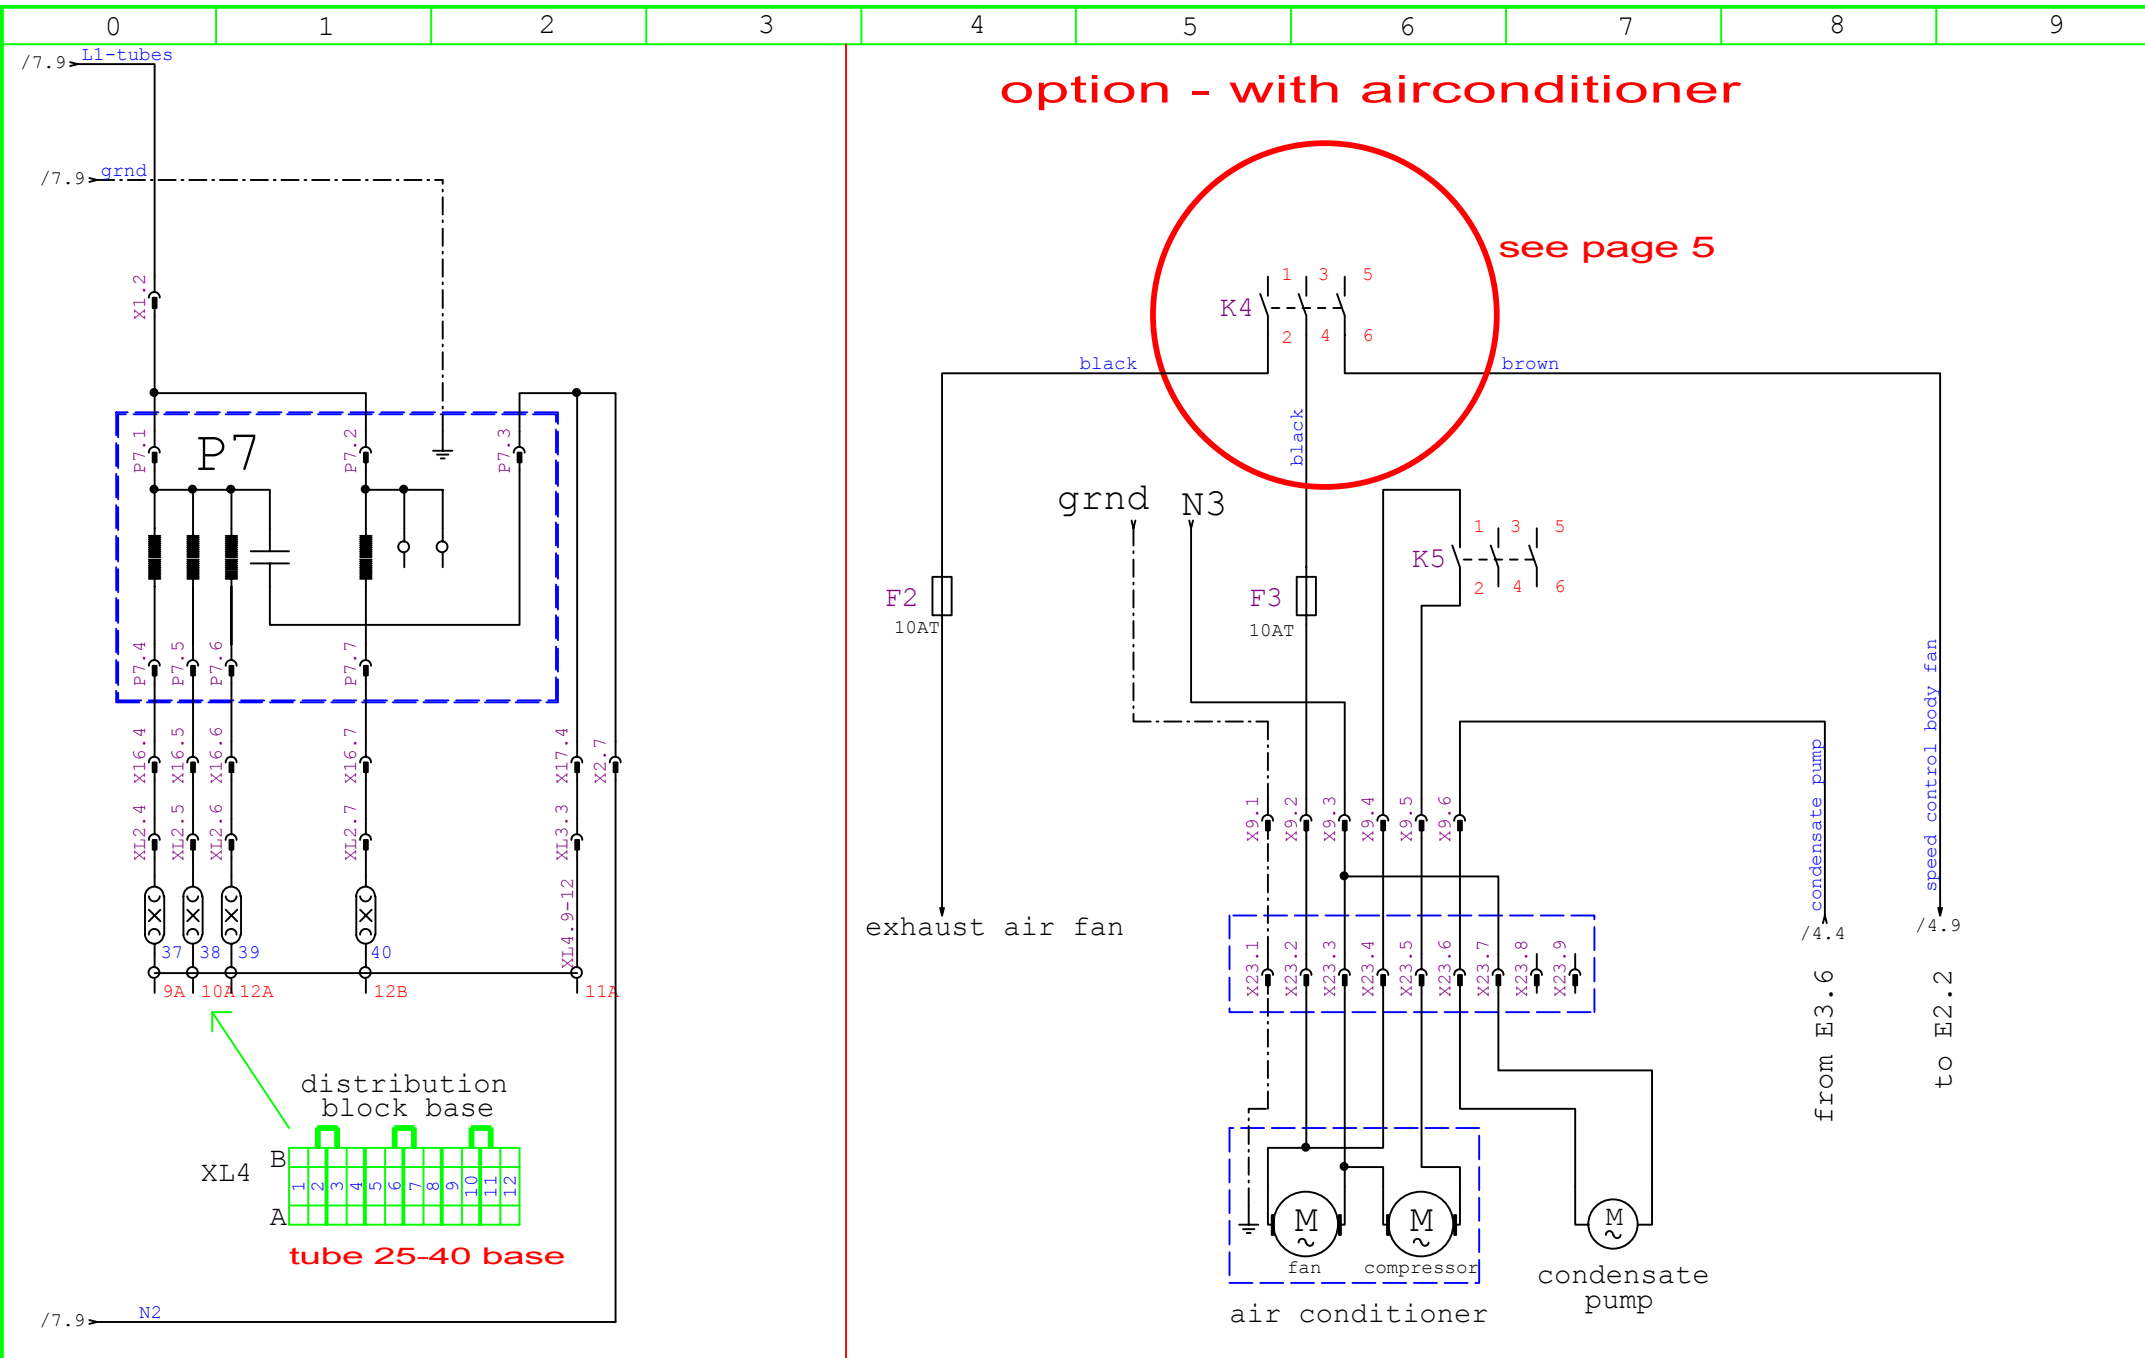 0 1 2 3 4 5 6 7 8 9
/7.9 L1-tubes
option - with airconditioner
/7.9 grnd
see page 5
X1.2
K4 1 3 5
2 4 6
black
brown
black
P7
P7.1 P7.2 P7.3
grnd N3
K5 1 3 5
2 4 6
F2
10AT
F3
10AT
P7.4 P7.5 P7.6 P7.7
X16.4 X16.5 X16.6 X16.7 X17.4 X2.7
XL2.4 XL2.5 XL2.6 XL2.7 XL3.3
XL4.9-12
37 38 39 40
9A 10A 12A 12B 11A
X9.1 X9.2 X9.3 X9.4 X9.5 X9.6
condensate pump
speed control body fan
exhaust air fan
/4.4
/4.9
X23.1 X23.2 X23.3 X23.4 X23.5 X23.6 X23.7 X23.8 X23.9
from E3.6
to E2.2
distribution
block base
XL4
B
1 2 3 4 5 6 7 8 9 10 11 12
A
tube 25-40 base
M
~
fan
M
~
compressor
M
~
air conditioner
condensate
pump
/7.9 N2